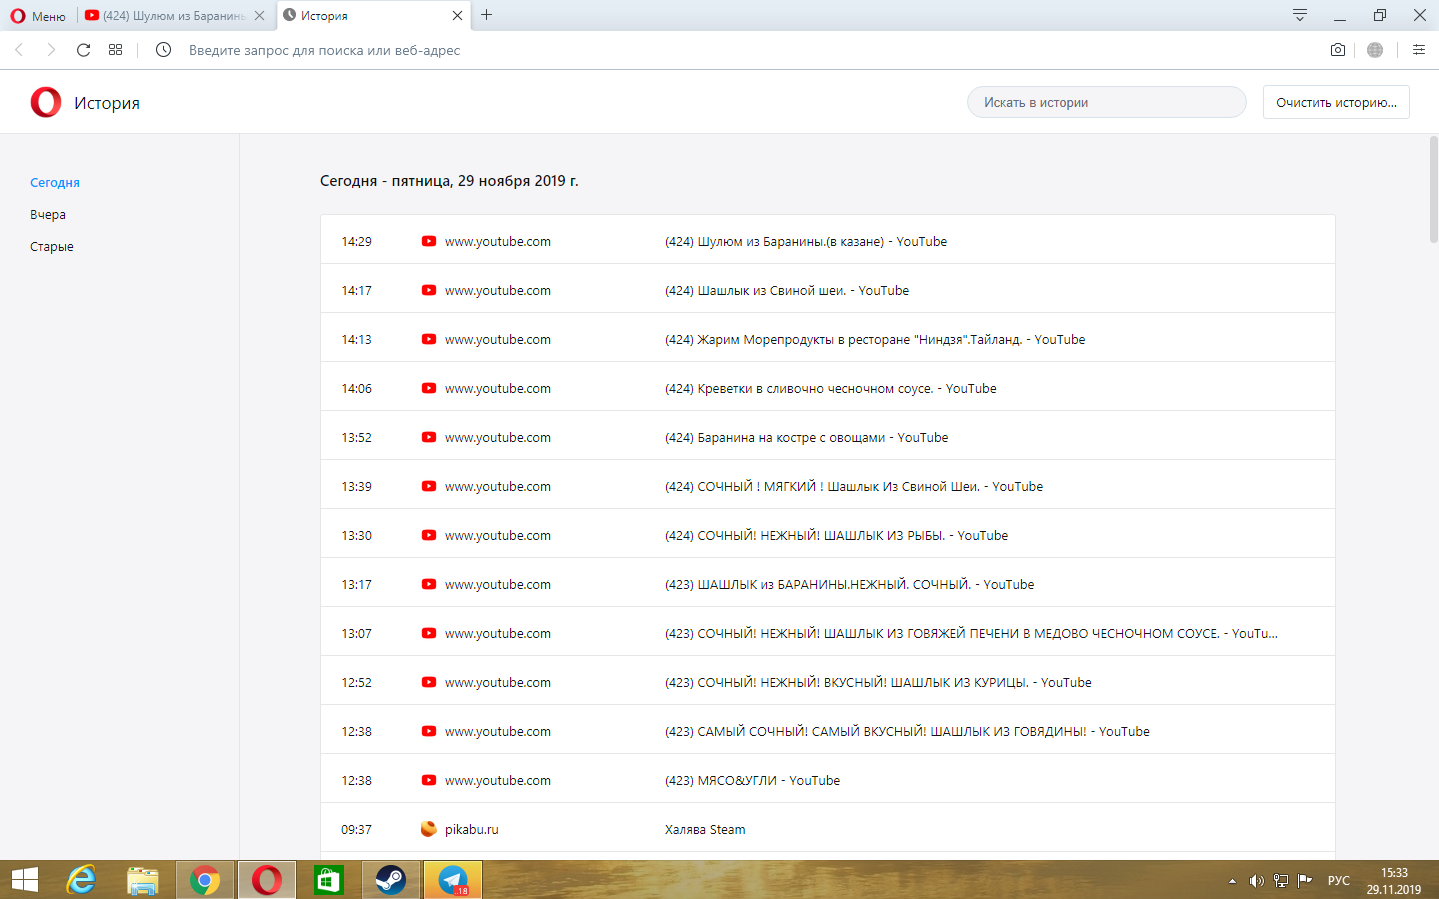 Меню
(424) Шулюм из Баранины
История
Введите запрос для поиска или веб-адрес
История
Искать в истории
Очистить историю...
Сегодня
Вчера
Старые
Сегодня - пятница, 29 ноября 2019 г.
14:29 www.youtube.com (424) Шулюм из Баранины.(в казане) - YouTube
14:17 www.youtube.com (424) Шашлык из Свиной шеи. - YouTube
14:13 www.youtube.com (424) Жарим Морепродукты в ресторане "Ниндзя".Тайланд. - YouTube
14:06 www.youtube.com (424) Креветки в сливочно чесночном соусе. - YouTube
13:52 www.youtube.com (424) Баранина на костре с овощами - YouTube
13:39 www.youtube.com (424) СОЧНЫЙ ! МЯГКИЙ ! Шашлык Из Свиной Шеи. - YouTube
13:30 www.youtube.com (424) СОЧНЫЙ! НЕЖНЫЙ! ШАШЛЫК ИЗ РЫБЫ. - YouTube
13:17 www.youtube.com (423) ШАШЛЫК из БАРАНИНЫ.НЕЖНЫЙ. СОЧНЫЙ. - YouTube
13:07 www.youtube.com (423) СОЧНЫЙ! НЕЖНЫЙ! ШАШЛЫК ИЗ ГОВЯЖЕЙ ПЕЧЕНИ В МЕДОВО ЧЕСНОЧНОМ СОУСЕ. - YouTu...
12:52 www.youtube.com (423) СОЧНЫЙ! НЕЖНЫЙ! ВКУСНЫЙ! ШАШЛЫК ИЗ КУРИЦЫ. - YouTube
12:38 www.youtube.com (423) САМЫЙ СОЧНЫЙ! САМЫЙ ВКУСНЫЙ! ШАШЛЫК ИЗ ГОВЯДИНЫ! - YouTube
12:38 www.youtube.com (423) МЯСО&УГЛИ - YouTube
09:37 pikabu.ru Халява Steam
..18
РУС
15:33
29.11.2019